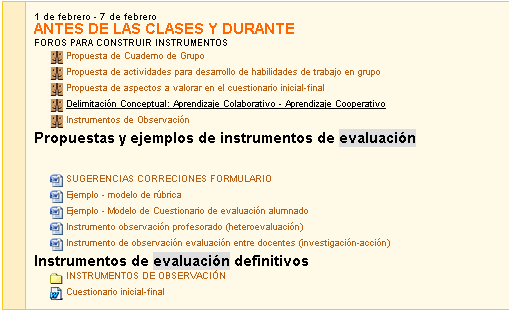 1 de febrero - 7 de febrero
ANTES DE LAS CLASES Y DURANTE
FOROS PARA CONSTRUIR INSTRUMENTOS
Propuesta de Cuaderno de Grupo
Propuesta de actividades para desarrollo de habilidades de trabajo en grupo
Propuesta de aspectos a valorar en el cuestionario inicial-final
Delimitación Conceptual: Aprendizaje Colaborativo - Aprendizaje Cooperativo
Instrumentos de Observación
Propuestas y ejemplos de instrumentos de evaluación
SUGERENCIAS CORRECIONES FORMULARIO
Ejemplo - modelo de rúbrica
Ejemplo - Modelo de Cuestionario de evaluación alumnado
Instrumento observación profesorado (heteroevaluación)
Instrumento de observación evaluación entre docentes (investigación-acción)
Instrumentos de evaluación definitivos
INSTRUMENTOS DE OBSERVACIÓN
Cuestionario inicial-final